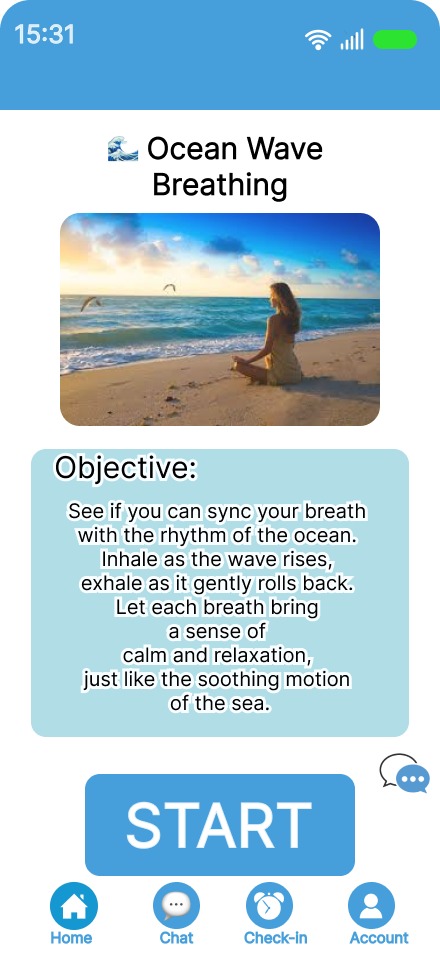 15:31
🌊 Ocean Wave
Breathing
Objective:
See if you can sync your breath
with the rhythm of the ocean.
Inhale as the wave rises,
exhale as it gently rolls back.
Let each breath bring
a sense of
calm and relaxation,
just like the soothing motion
of the sea.
START
Home Chat Check-in Account